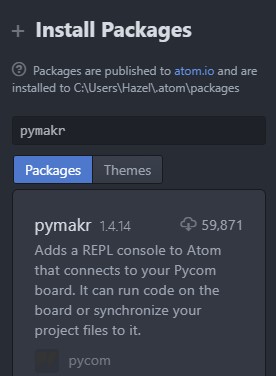 + Install Packages
? Packages are published to atom.io and are
installed to C:\Users\Hazel\.atom\packages
pymakr
Packages Themes
pymakr 1.4.14 59,871
Adds a REPL console to Atom
that connects to your Pycom
board. It can run code on the
board or synchronize your
project files to it.
pycom